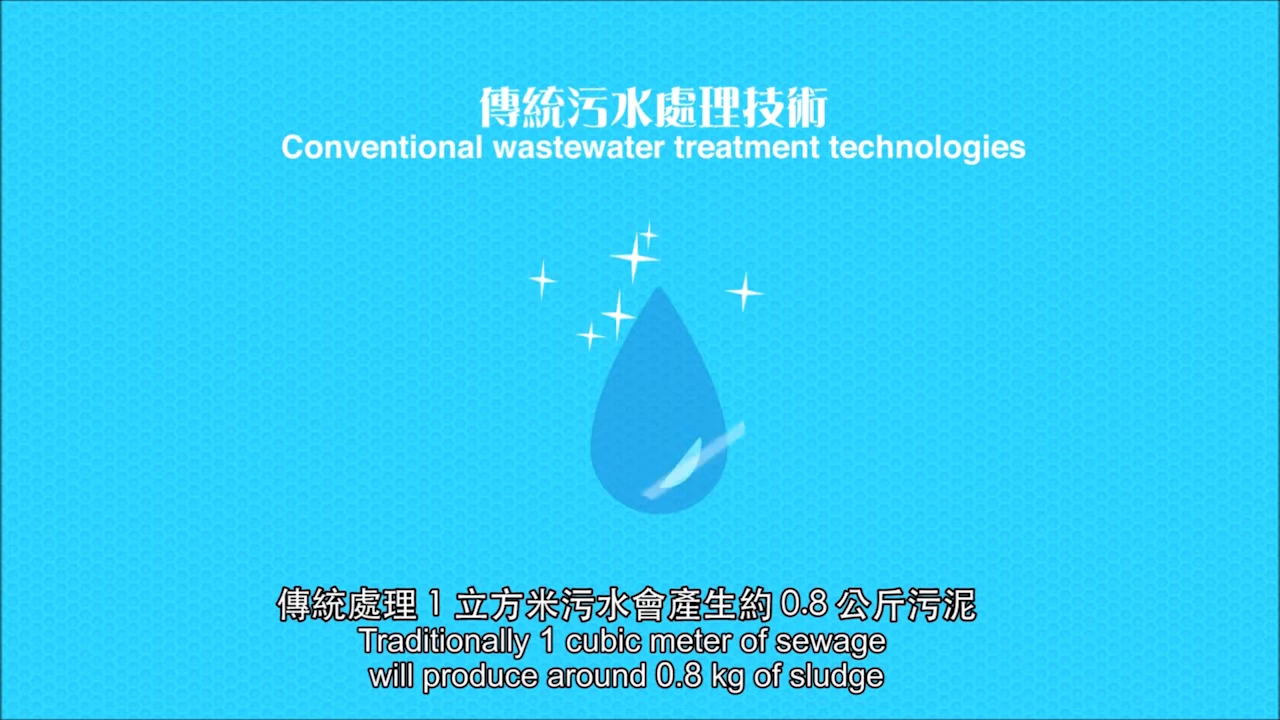 傳統污水處理技術
Conventional wastewater treatment technologies
傳統處理 1 立方米污水會產生約 0.8 公斤污泥
Traditionally 1 cubic meter of sewage
will produce around 0.8 kg of sludge